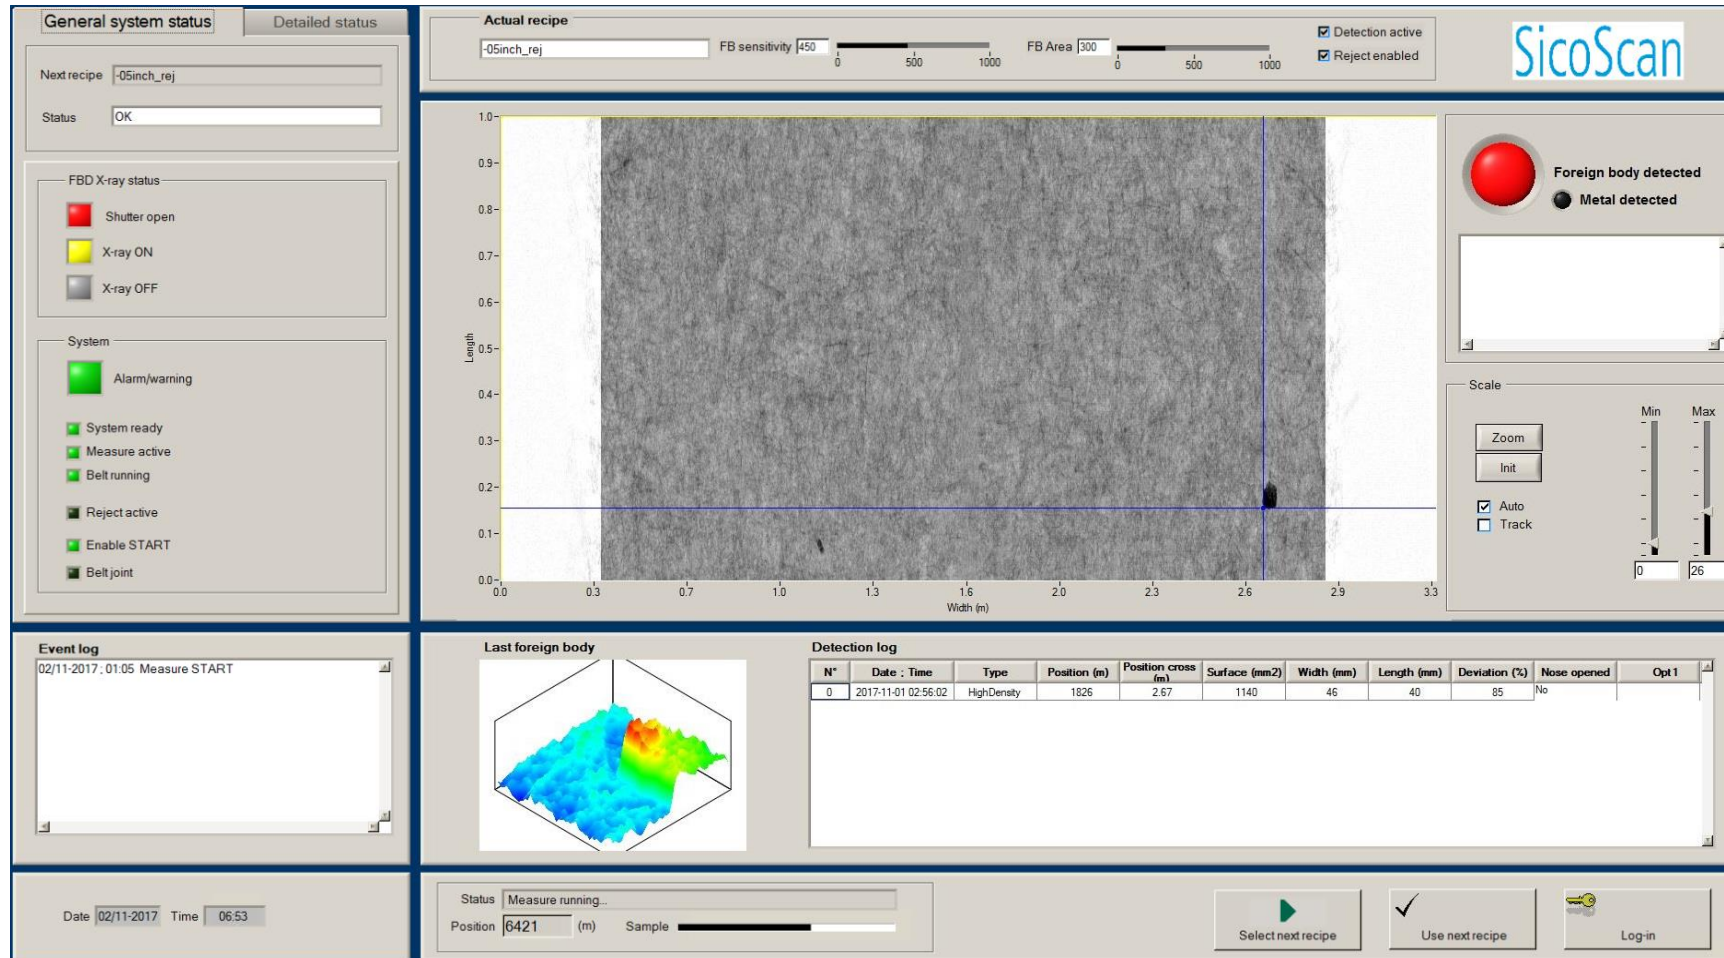 General system status
Detailed status
Next recipe -05inch_rej
Status OK
FBD X-ray status
Shutter open
X-ray ON
X-ray OFF
System
Alarm/warning
System ready
Measure active
Belt running
Reject active
Enable START
Belt joint
Event log
02/11-2017 ; 01:05 Measure START
Date 02/11-2017 Time 06:53
Actual recipe
-05inch_rej
FB sensitivity 450
0 500 1000
FB Area 300
0 500 1000
Detection active
Reject enabled
SicoScan
Length
1.0
0.9
0.8
0.7
0.6
0.5
0.4
0.3
0.2
0.1
0.0
0.0 0.3 0.7 1.0 1.3 1.6 2.0 2.3 2.6 2.9 3.3
Width (m)
Foreign body detected
Metal detected
Scale
Min Max
Zoom
Init
Auto
Track
0 26
Last foreign body
Detection log
N° Date ; Time Type Position (m) Position cross (m) Surface (mm2) Width (mm) Length (mm) Deviation (%) Nose opened Opt 1
0 2017-11-01 02:56:02 HighDensity 1826 2.67 1140 46 40 85 No
Status Measure running...
Position 6421 (m) Sample
Select next recipe
Use next recipe
Log-in